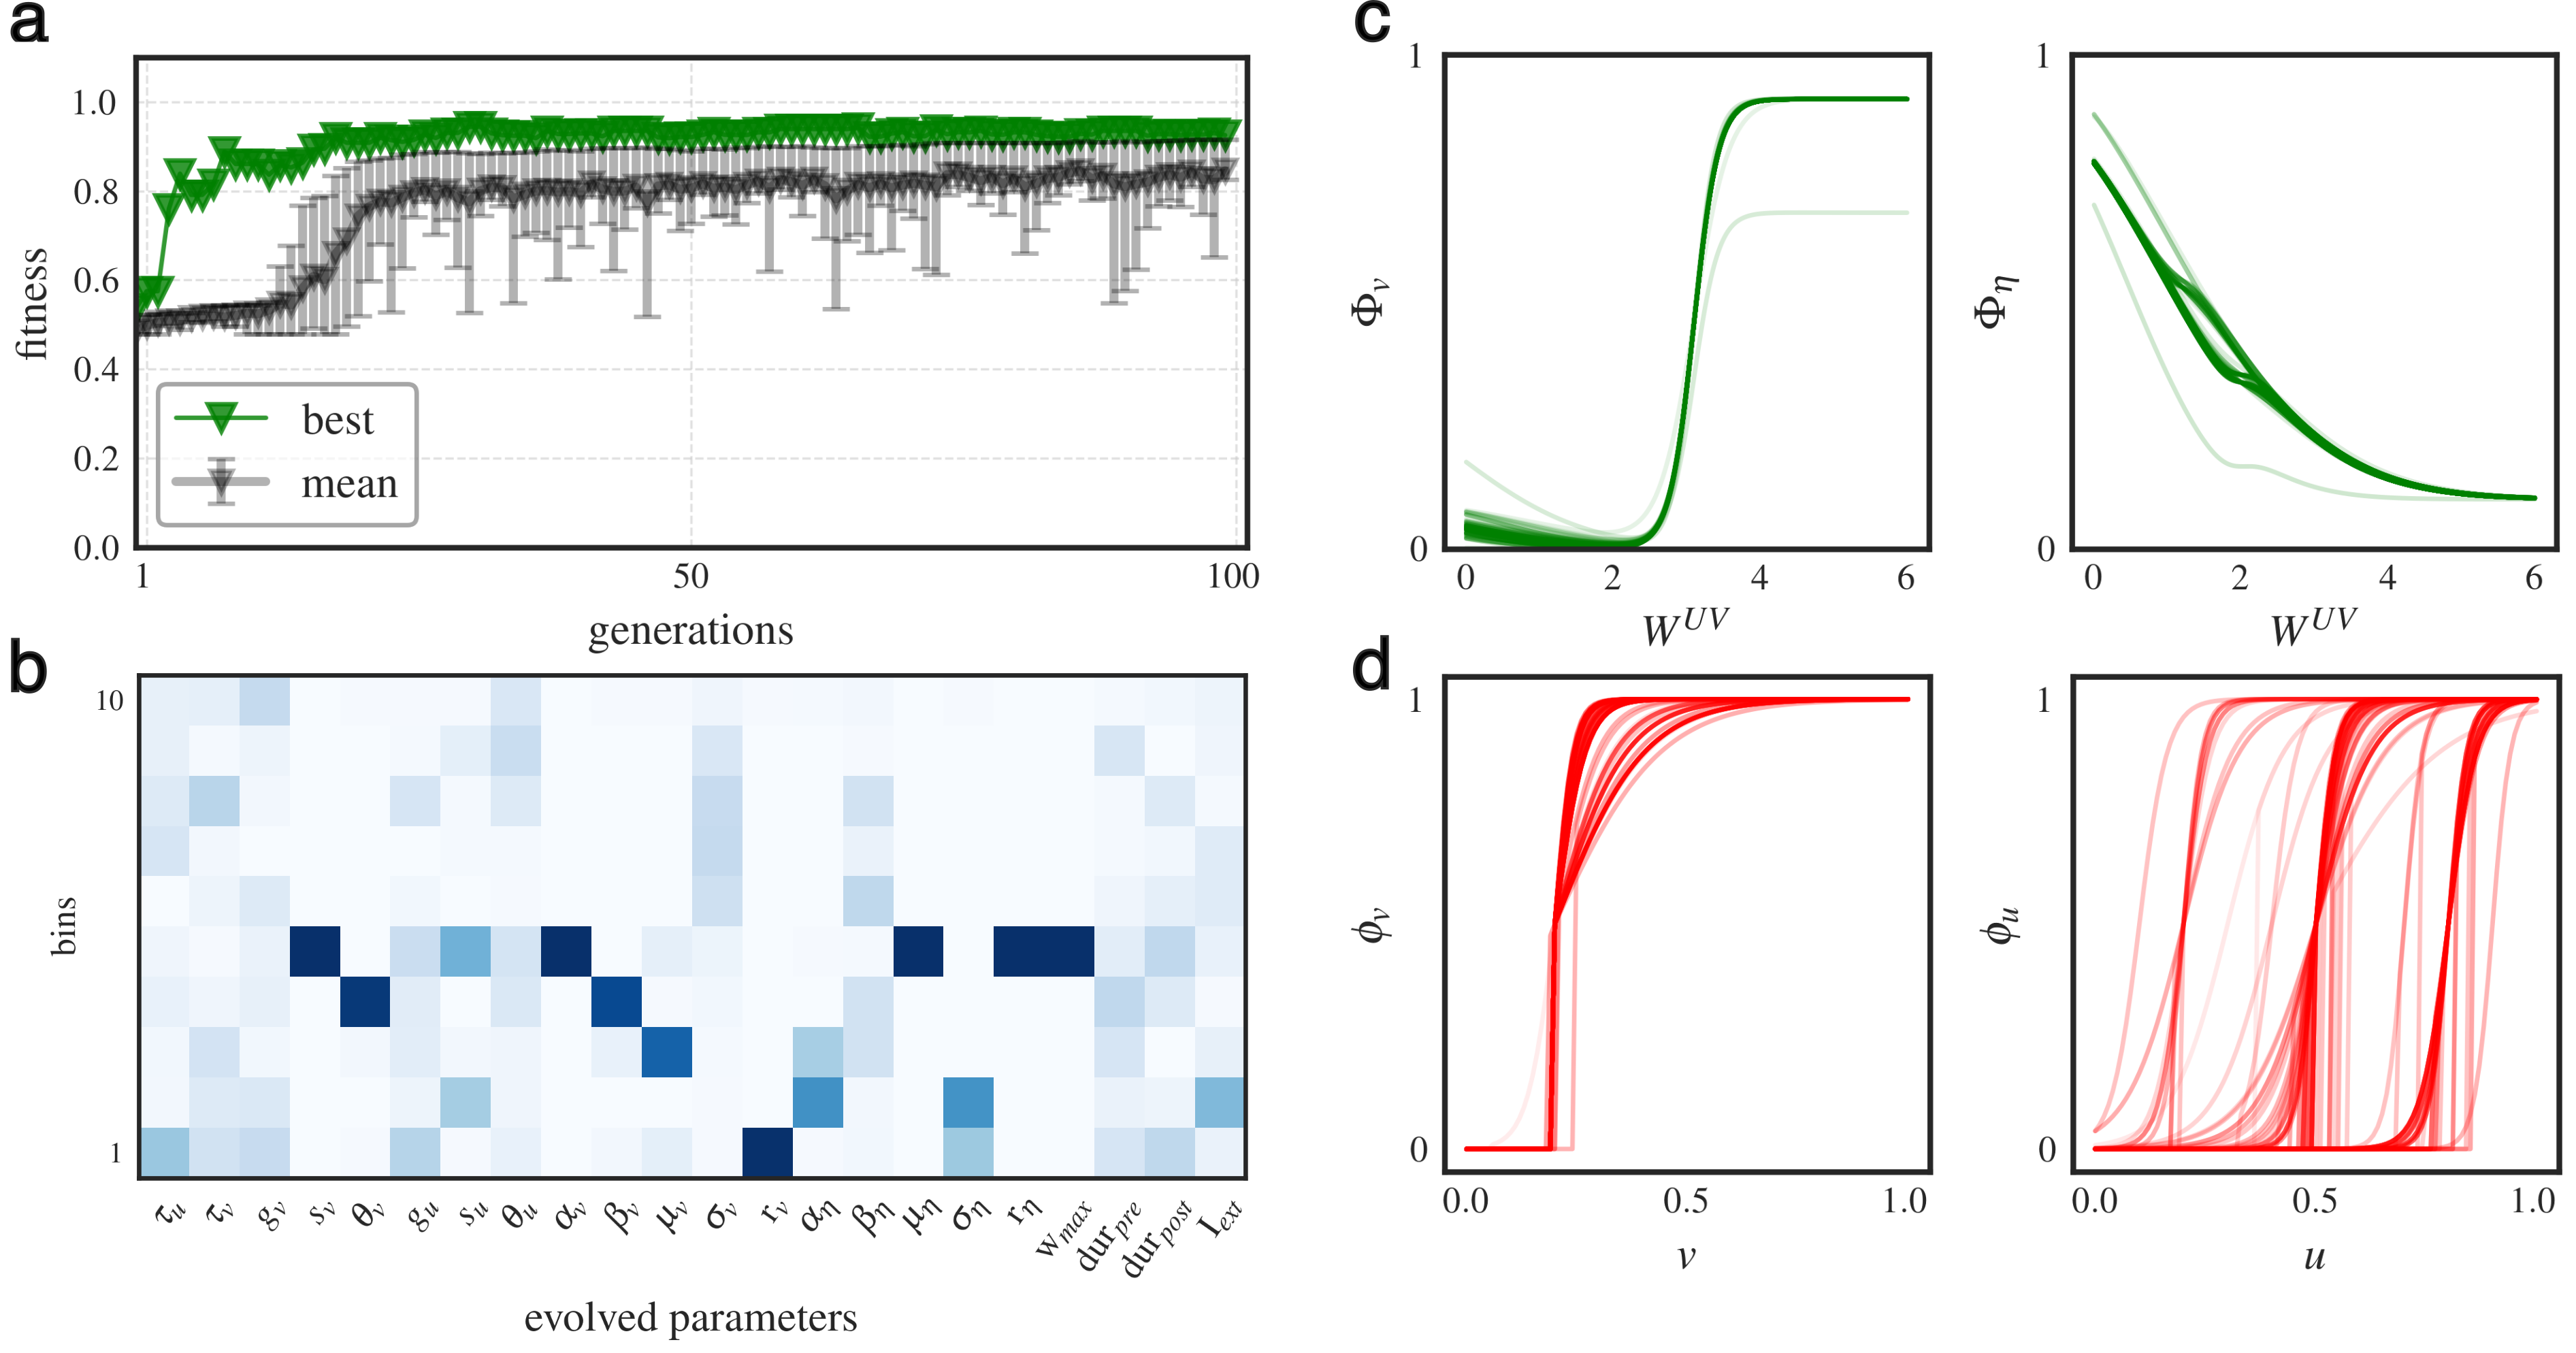 a
1.0
0.8
0.6
0.4
0.2
0.0
fitness
best
mean
1
50
100
generations
b
10
1
bins
τu
τv
gv
sv
θv
gu
su
θu
αv
βv
μv
σv
rv
αη
βη
μη
ση
rη
wmax
durpre
durpost
Iext
evolved parameters
c
1
0
Φν
0 2 4 6
W^UV
1
0
Φη
0 2 4 6
W^UV
d
1
0
ϕv
0.0 0.5 1.0
v
1
0
ϕu
0.0 0.5 1.0
u